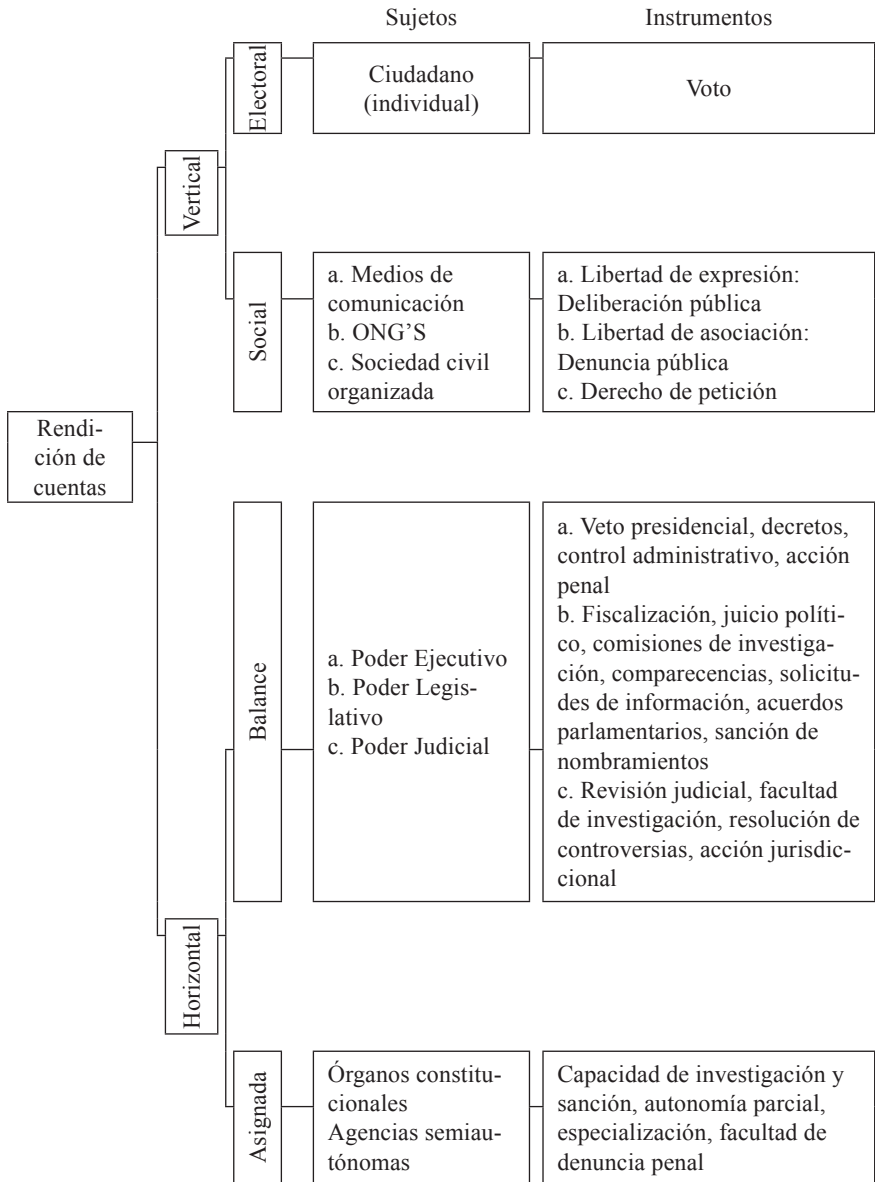 Sujetos
Instrumentos
Electoral
Ciudadano
(individual)
Voto
Vertical
Social
a. Medios de
comunicación
b. ONG’S
c. Sociedad civil
organizada
a. Libertad de expresión:
Deliberación pública
b. Libertad de asociación:
Denuncia pública
c. Derecho de petición
Rendi-
ción de
cuentas
Balance
a. Poder Ejecutivo
b. Poder Legis-
lativo
c. Poder Judicial
a. Veto presidencial, decretos,
control administrativo, acción
penal
b. Fiscalización, juicio políti-
co, comisiones de investiga-
ción, comparecencias, solicitu-
des de información, acuerdos
parlamentarios, sanción de
nombramientos
c. Revisión judicial, facultad
de investigación, resolución de
controversias, acción jurisdic-
cional
Horizontal
Asignada
Órganos constitu-
cionales
Agencias semiau-
tónomas
Capacidad de investigación y
sanción, autonomía parcial,
especialización, facultad de
denuncia penal